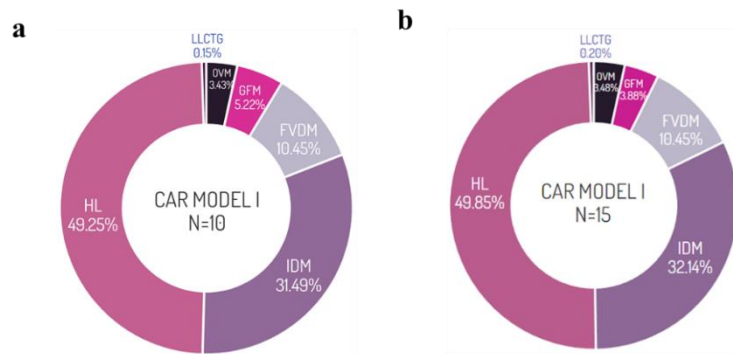 a
LLCTG
0.15%
OVM
3.43%
GFM
5.22%
FVDM
10.45%
HL
49.25%
CAR MODEL I
N=10
IDM
31.49%
b
LLCTG
0.20%
OVM
3.48%
GFM
3.88%
FVDM
10.45%
HL
49.85%
CAR MODEL I
N=15
IDM
32.14%